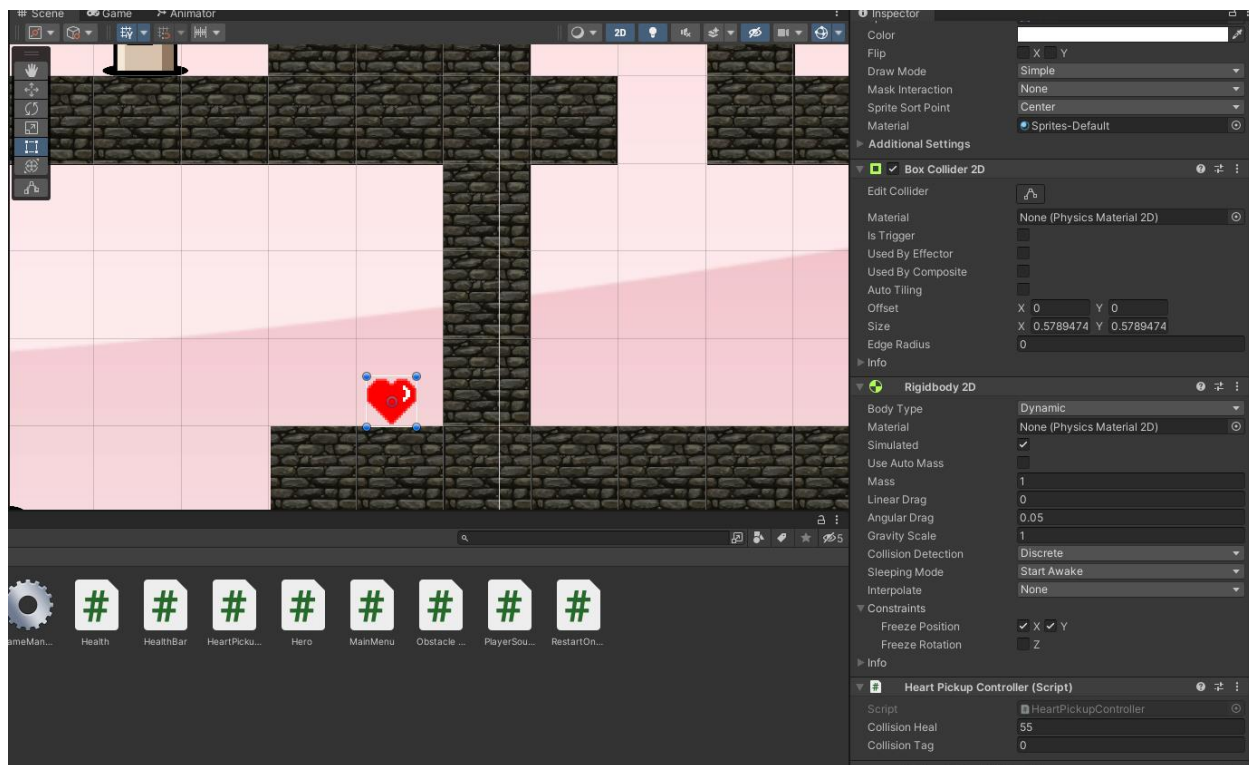 # Scene Game Animator
2D
5
ameMan... Health HealthBar HeartPicku... Hero MainMenu Obstacle ... PlayerSou... RestartOn...
Inspector
Color
Flip X Y
Draw Mode Simple
Mask Interaction None
Sprite Sort Point Center
Material Sprites-Default
Additional Settings
Box Collider 2D
Edit Collider
Material None (Physics Material 2D)
Is Trigger
Used By Effector
Used By Composite
Auto Tiling
Offset X 0 Y 0
Size X 0.5789474 Y 0.5789474
Edge Radius 0
Info
Rigidbody 2D
Body Type Dynamic
Material None (Physics Material 2D)
Simulated
Use Auto Mass
Mass 1
Linear Drag 0
Angular Drag 0.05
Gravity Scale 1
Collision Detection Discrete
Sleeping Mode Start Awake
Interpolate None
Constraints
Freeze Position X Y
Freeze Rotation Z
Info
# Heart Pickup Controller (Script)
Script HeartPickupController
Collision Heal 55
Collision Tag 0